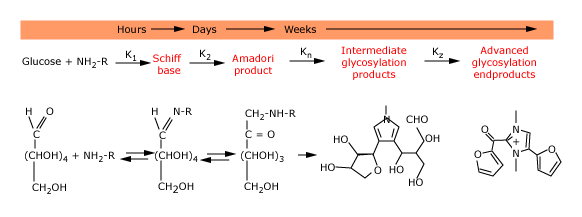 Hours Days Weeks
K1 K2 Kn Kz
Glucose + NH2-R Schiff base Amadori product Intermediate glycosylation products Advanced glycosylation endproducts
H O H N-R CH2-NH-R N CHO N
C C C = O HO OH O N +
(CHOH)4 + NH2-R (CHOH)4 (CHOH)3 HO OH O O
CH2OH CH2OH CH2OH HO O HO